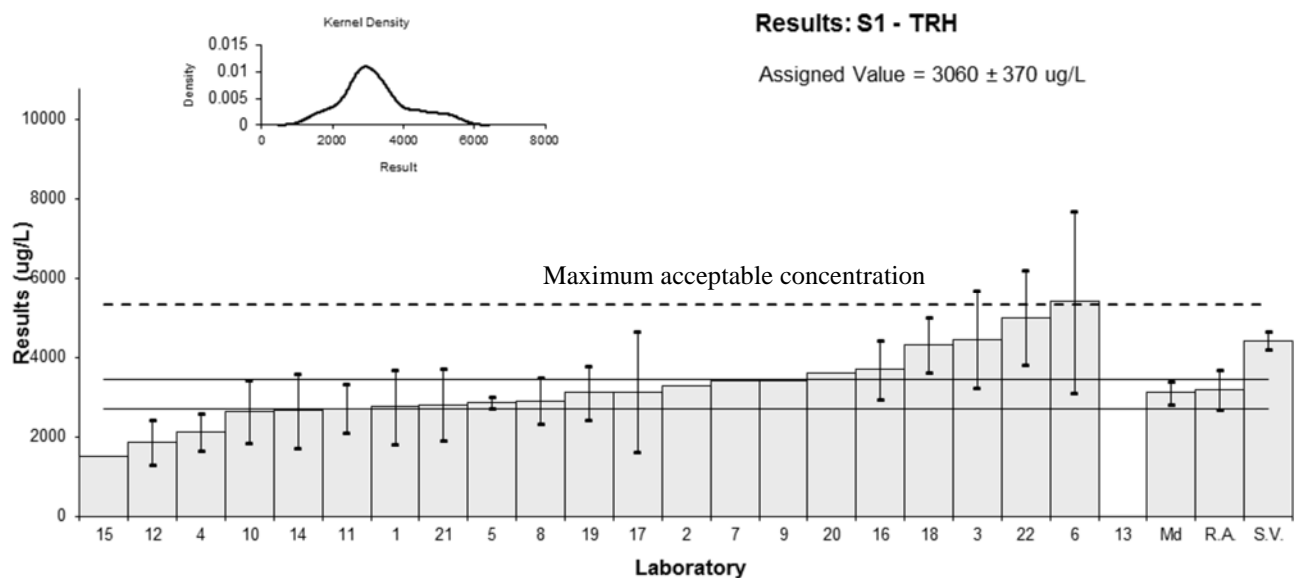 Kernel Density
Results: S1 - TRH
Assigned Value = 3060 ± 370 ug/L
0.015
0.01
0.005
0
Density
0 2000 4000 6000 8000
Result
10000
8000
6000
4000
2000
0
Results (ug/L)
Maximum acceptable concentration
15 12 4 10 14 11 1 21 5 8 19 17 2 7 9 20 16 18 3 22 6 13 Md R.A. S.V.
Laboratory